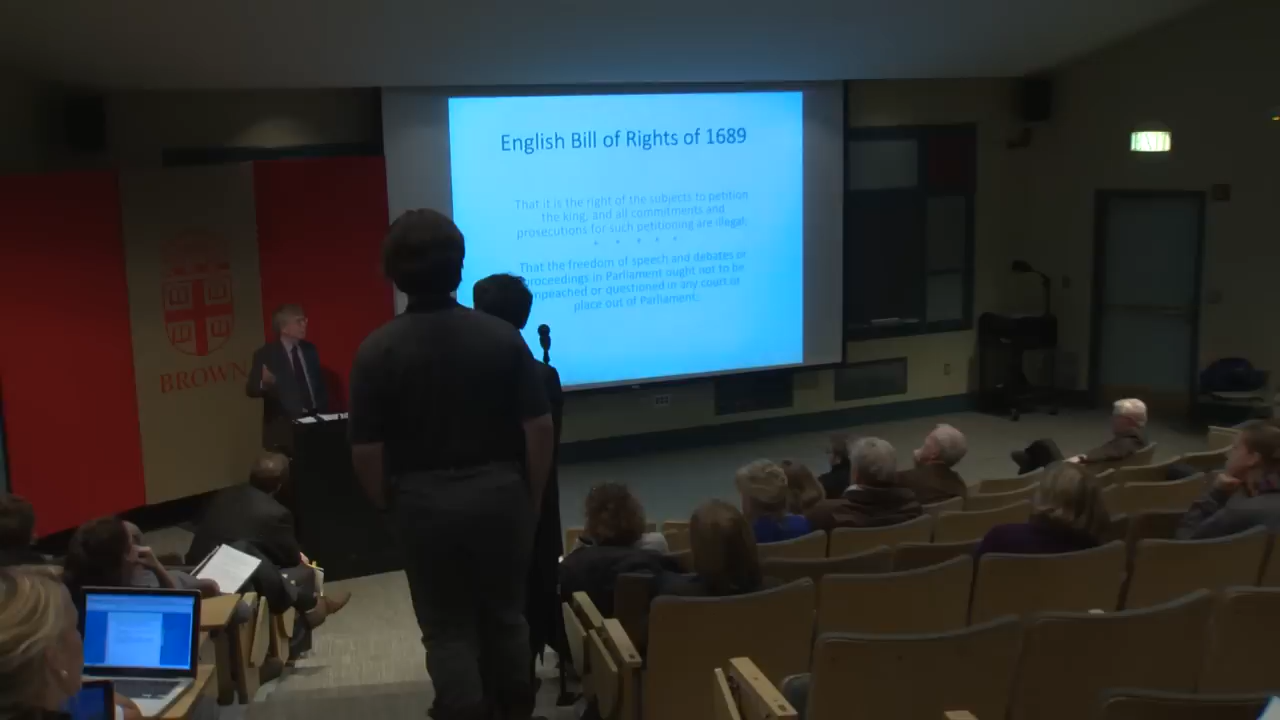 English Bill of Rights of 1689
That it is the right of the subjects to petition
the king, and all commitments and
prosecutions for such petitioning are illegal;
* * * * *
That the freedom of speech and debates or
proceedings in Parliament ought not to be
impeached or questioned in any court or
place out of Parliament;
BROWN